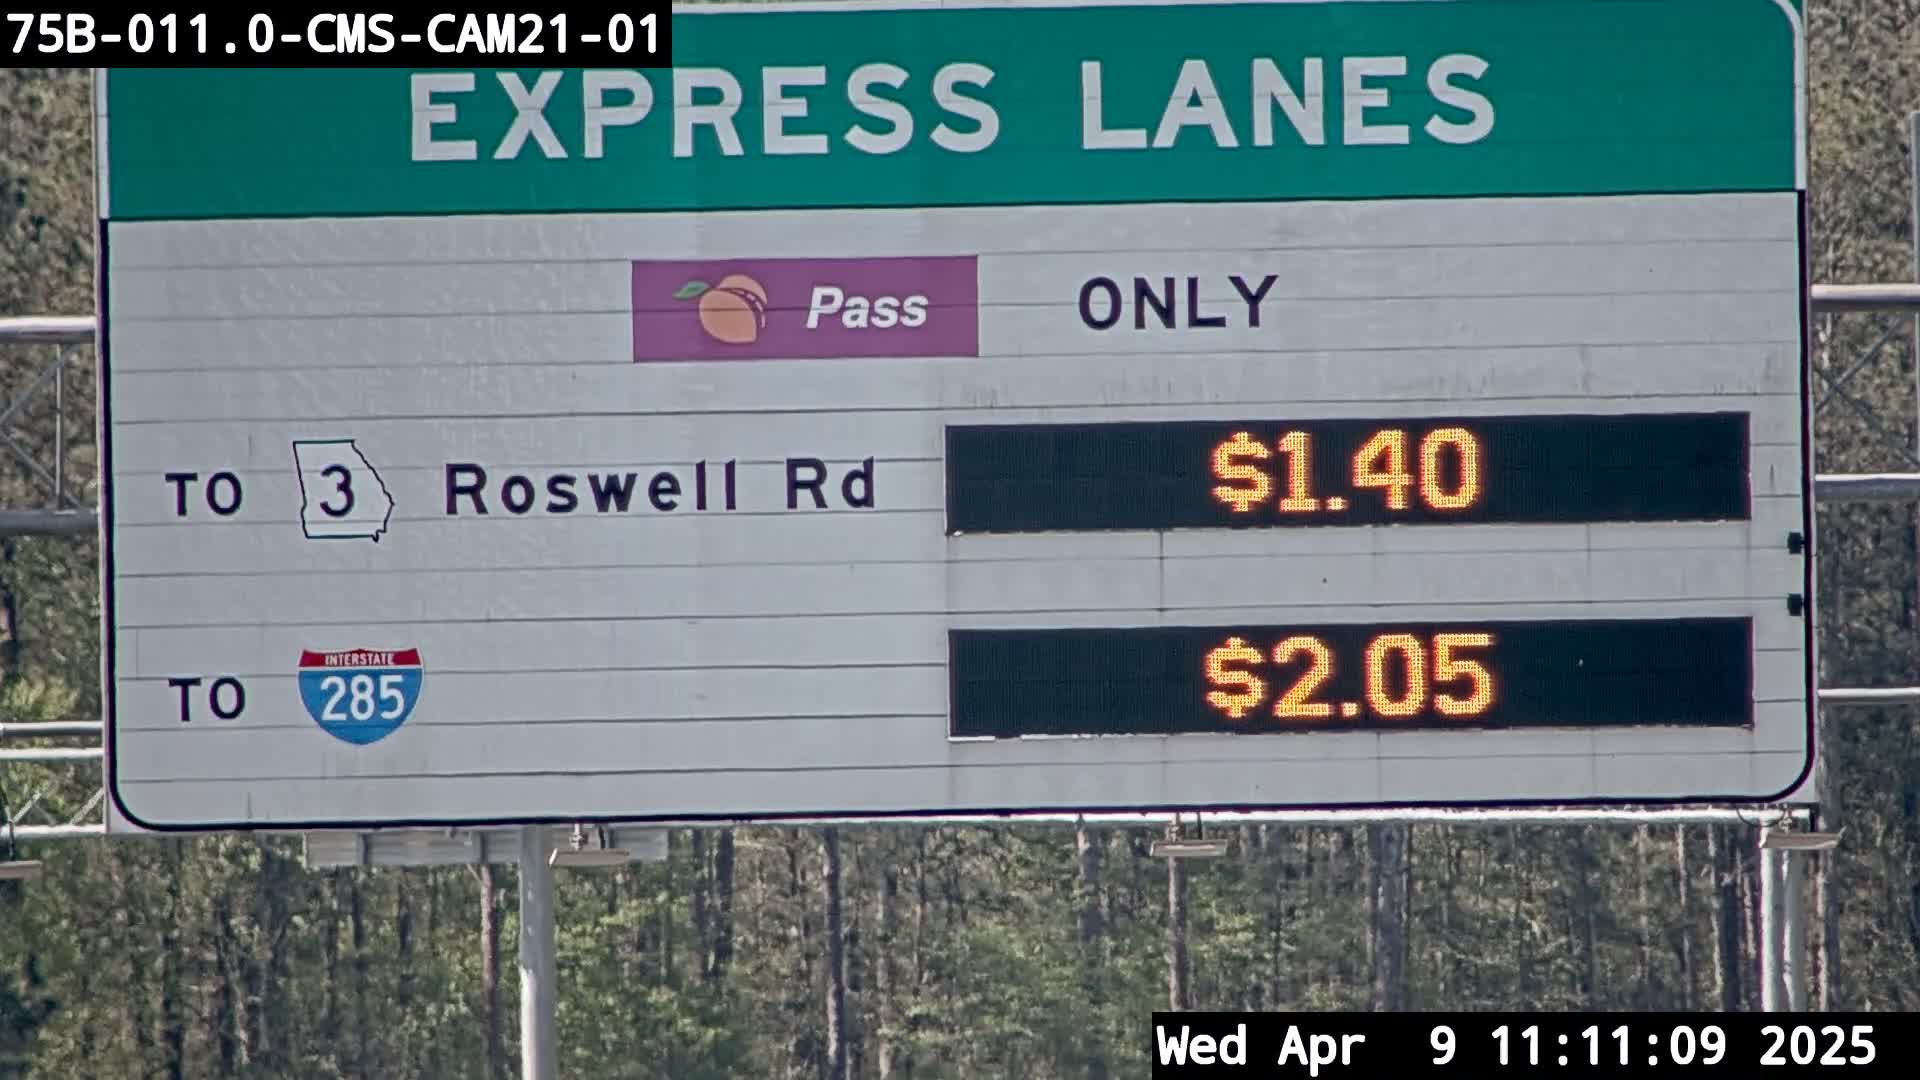 75B-011.0-CMS-CAM21-01
EXPRESS LANES
Pass ONLY
TO 3 Roswell Rd $1.40
INTERSTATE
TO 285 $2.05
Wed Apr 9 11:11:09 2025